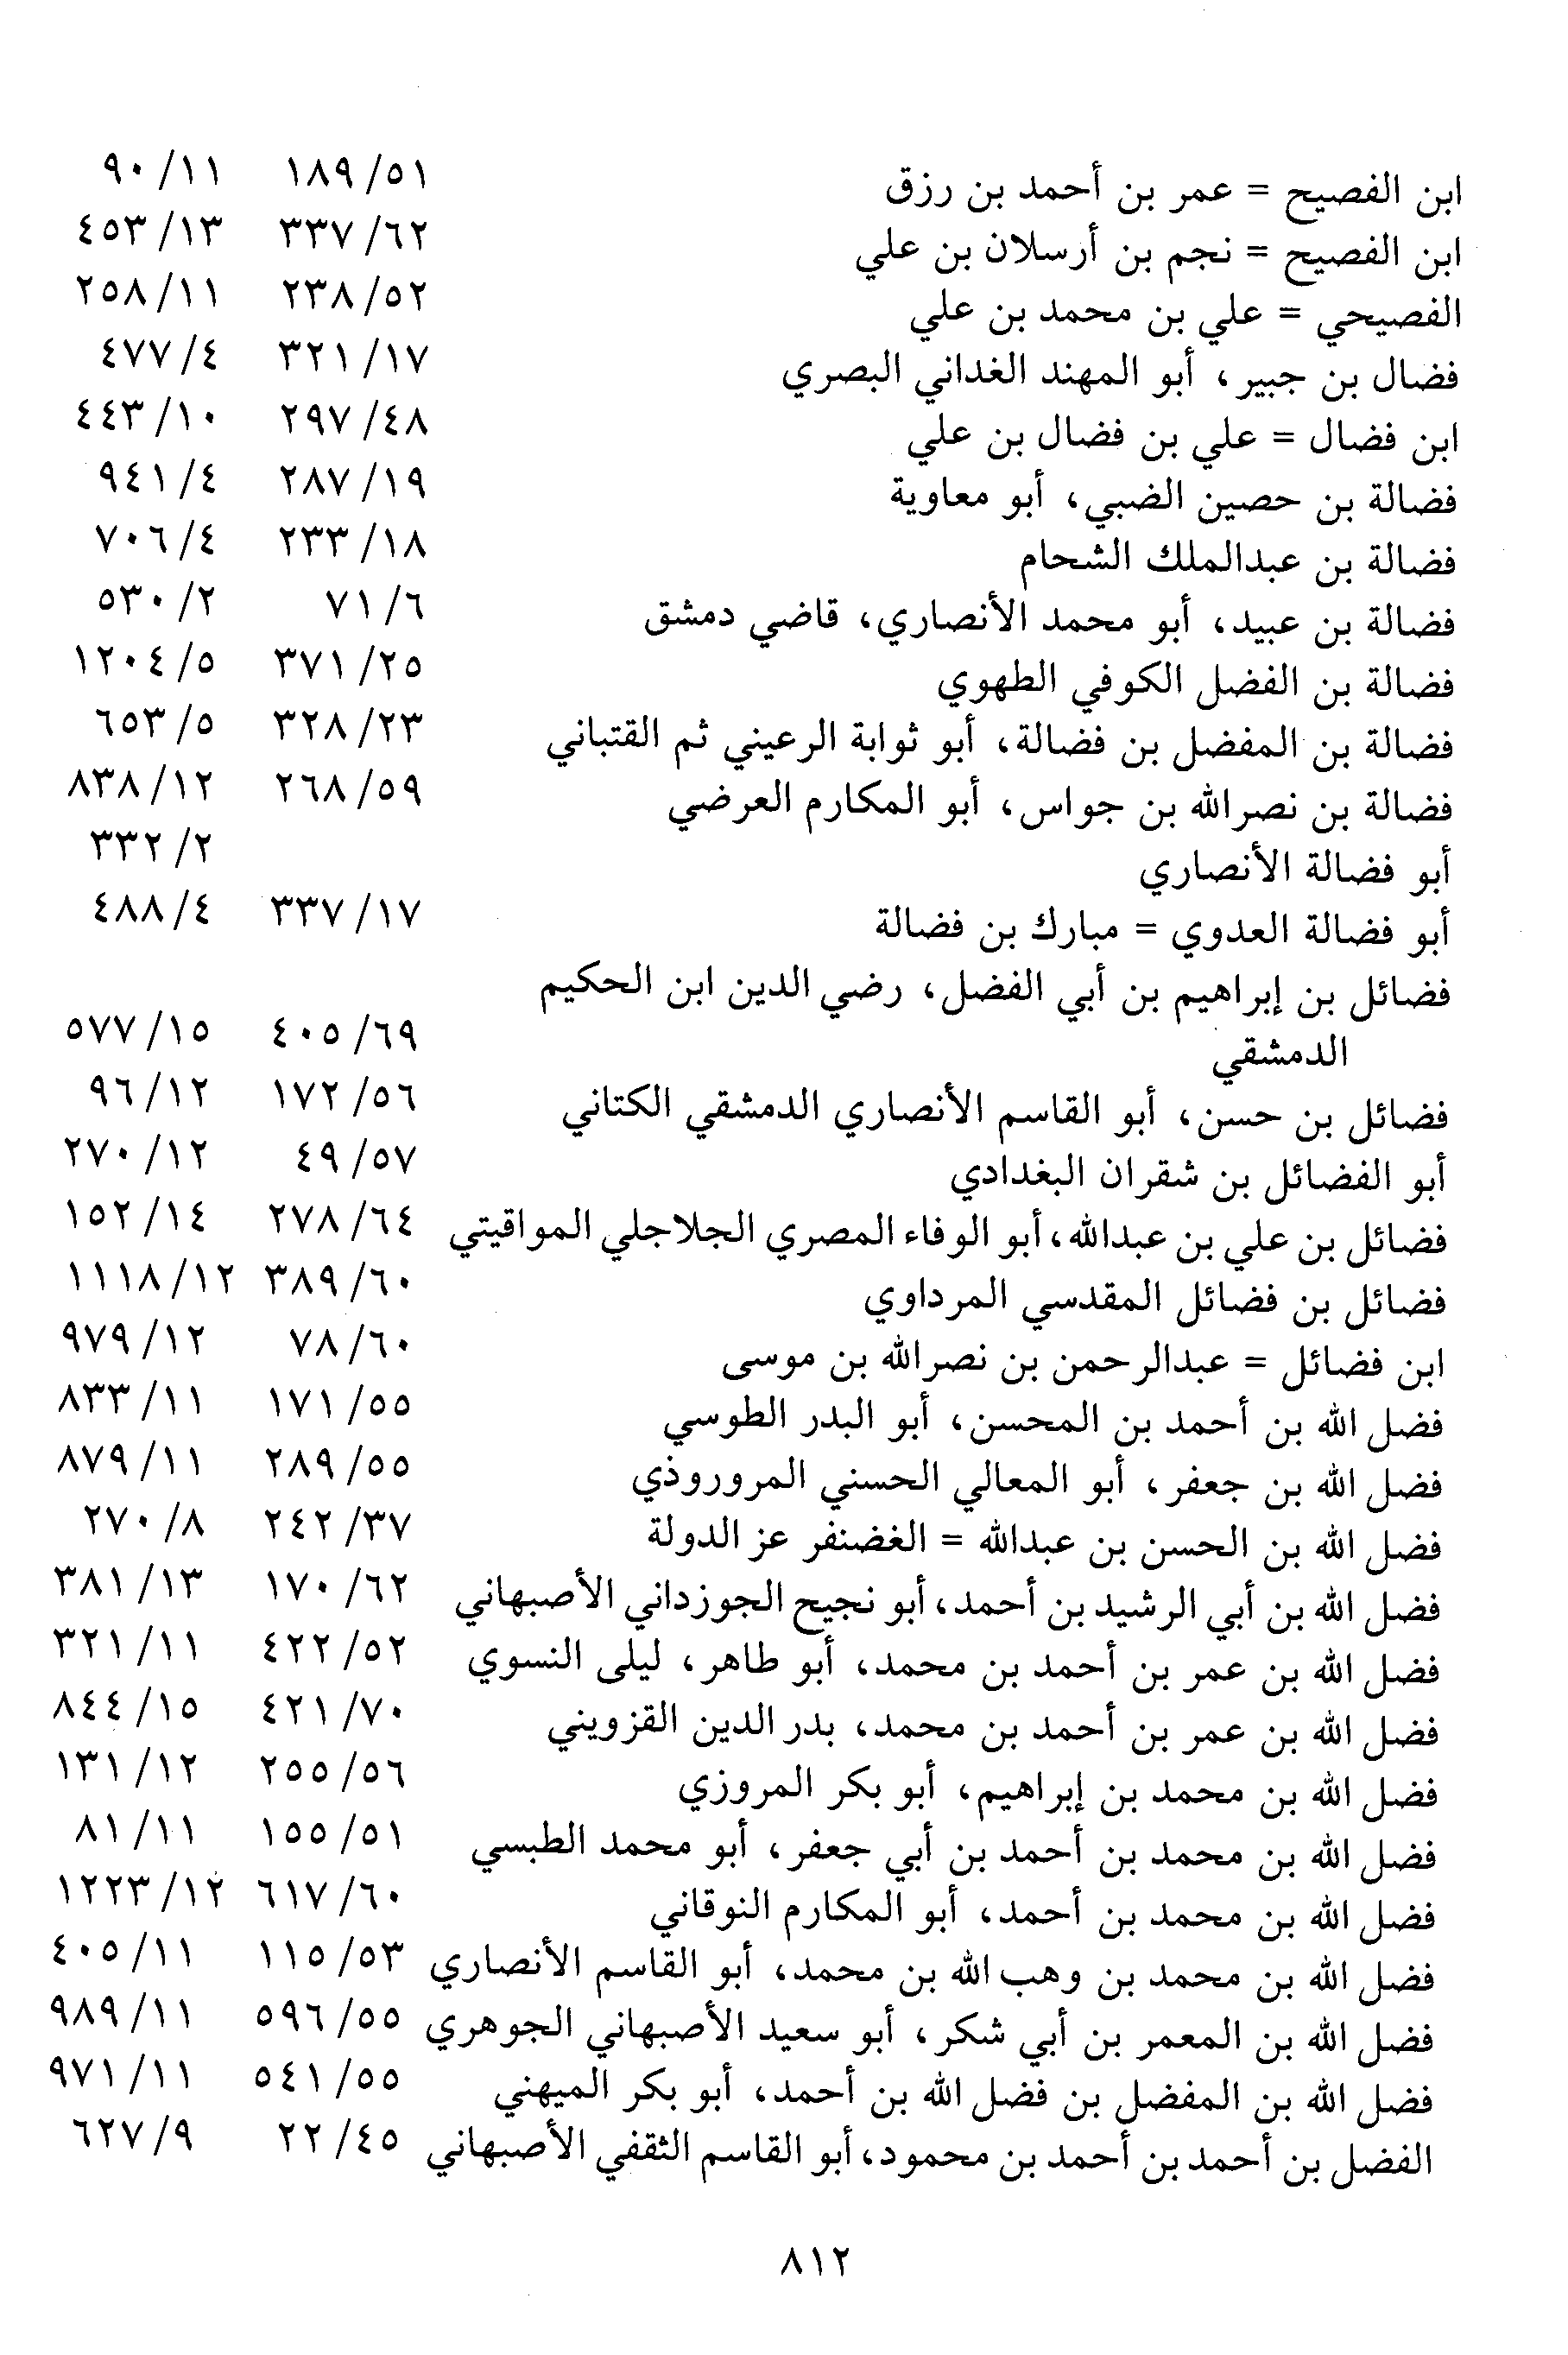 ابن الفصيح = عمر بن أحمد بن رزق ٥١/ ١٨٩ ١١/ ٩٠
ابن الفصيح = نجم بن أرسلان بن علي ٦٢/ ٣٣٧ ١٣/ ٤٥٣
الفصيحي = علي بن محمد بن علي ٥٢/ ٢٣٨ ١١/ ٢٥٨
فضال بن جبير، أبو المهند الغداني البصري ١٧/ ٣٢١ ٤/ ٤٧٧
ابن فضال = علي بن فضال بن علي ٤٨/ ٢٩٧ ١٠/ ٤٤٣
فضالة بن حصين الضبي، أبو معاوية ١٩/ ٢٨٧ ٤/ ٩٤١
فضالة بن عبدالملك الشحام ١٨/ ٢٣٣ ٤/ ٧٠٦
فضالة بن عبيد، أبو محمد الأنصاري، قاضي دمشق ٦/ ٧١ ٢/ ٥٣٠
فضالة بن الفضل الكوفي الطهوي ٢٥/ ٣٧١ ٥/ ١٢٠٤
فضالة بن المفضل بن فضالة، أبو ثوابة الرعيني ثم القتباني ٢٣/ ٣٢٨ ٥/ ٦٥٣
فضالة بن نصرالله بن جواس، أبو المكارم العرضي ٥٩/ ٢٦٨ ١٢/ ٨٣٨
أبو فضالة الأنصاري ٢/ ٣٣٢
أبو فضالة العدوي = مبارك بن فضالة ١٧/ ٣٣٧ ٤/ ٤٨٨
فضائل بن إبراهيم بن أبي الفضل، رضي الدين ابن الحكيم
الدمشقي ٦٩/ ٤٠٥ ١٥/ ٥٧٧
فضائل بن حسن، أبو القاسم الأنصاري الدمشقي الكتاني ٥٦/ ١٧٢ ١٢/ ٩٦
أبو الفضائل بن شقران البغدادي ٥٧/ ٤٩ ١٢/ ٢٧٠
فضائل بن علي بن عبدالله، أبو الوفاء المصري الجلاجلي المواقيتي ٦٤/ ٢٧٨ ١٤/ ١٥٢
فضائل بن فضائل المقدسي المرداوي ٦٠/ ٣٨٩ ١٢/ ١١١٨
ابن فضائل = عبدالرحمن بن نصرالله بن موسى ٦٠/ ٧٨ ١٢/ ٩٧٩
فضل الله بن أحمد بن المحسن، أبو البدر الطوسي ٥٥/ ١٧١ ١١/ ٨٣٣
فضل الله بن جعفر، أبو المعالي الحسني المروروذي ٥٥/ ٢٨٩ ١١/ ٨٧٩
فضل الله بن الحسن بن عبدالله = الغضنفر عز الدولة ٣٧/ ٢٤٢ ٨/ ٢٧٠
فضل الله بن أبي الرشيد بن أحمد، أبو نجيح الجوزداني الأصبهاني ٦٢/ ١٧٠ ١٣/ ٣٨١
فضل الله بن عمر بن أحمد بن محمد، أبو طاهر، ليلى النسوي ٥٢/ ٤٢٢ ١١/ ٣٢١
فضل الله بن عمر بن أحمد بن محمد، بدر الدين القزويني ٧٠/ ٤٢١ ١٥/ ٨٤٤
فضل الله بن محمد بن إبراهيم، أبو بكر المروزي ٥٦/ ٢٥٥ ١٢/ ١٣١
فضل الله بن محمد بن أحمد بن أبي جعفر، أبو محمد الطبسي ٥١/ ١٥٥ ١١/ ٨١
فضل الله بن محمد بن أحمد، أبو المكارم النوقاني ٦٠/ ٦١٧ ١٢/ ١٢٢٣
فضل الله بن محمد بن وهب الله بن محمد، أبو القاسم الأنصاري ٥٣/ ١١٥ ١١/ ٤٠٥
فضل الله بن المعمر بن أبي شكر، أبو سعيد الأصبهاني الجوهري ٥٥/ ٥٩٦ ١١/ ٩٨٩
فضل الله بن المفضل بن فضل الله بن أحمد، أبو بكر الميهني ٥٥/ ٥٤١ ١١/ ٩٧١
الفضل بن أحمد بن أحمد بن محمود، أبو القاسم الثقفي الأصبهاني ٤٥/ ٢٢ ٩/ ٦٢٧
٨١٢